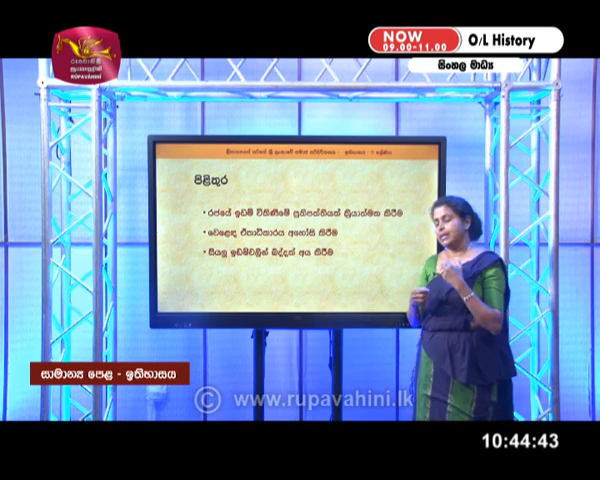 NOW
09.00-11.00
O/L History
සිංහල මාධ්‍ය
RUPAVAHINI
පිළිතුර
• රජයේ ඉඩම් විකිණීමේ ප්‍රතිපත්තියක් ක්‍රියාත්මක කිරීම
• වෙළෙඳ ඒකාධිකාරය අහෝසි කිරීම
• සියලු ඉඩම්වලින් බද්දක් අය කිරීම
සාමාන්‍ය පෙළ - ඉතිහාසය
© www.rupavahini.lk
10:44:43